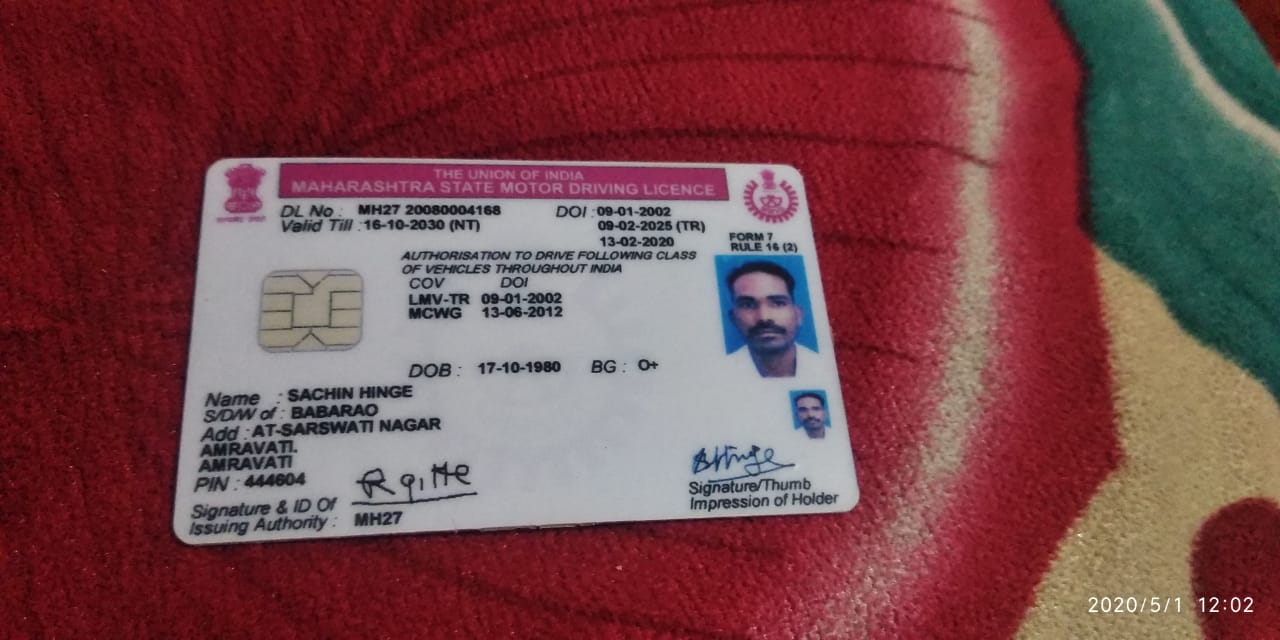 THE UNION OF INDIA
MAHARASHTRA STATE MOTOR DRIVING LICENCE
DL No : MH27 20080004168 DOI : 09-01-2002
Valid Till : 16-10-2030 (NT) 09-02-2025 (TR)
13-02-2020
FORM 7
RULE 16 (2)
AUTHORISATION TO DRIVE FOLLOWING CLASS
OF VEHICLES THROUGHOUT INDIA
COV DOI
LMV-TR 09-01-2002
MCWG 13-06-2012
DOB : 17-10-1980 BG : O+
Name : SACHIN HINGE
S/D/W of : BABARAO
Add : AT-SARSWATI NAGAR
AMRAVATI.
AMRAVATI
PIN : 444604
Signature & ID Of
Issuing Authority : MH27
Signature/Thumb
Impression of Holder
2020/5/1 12:02